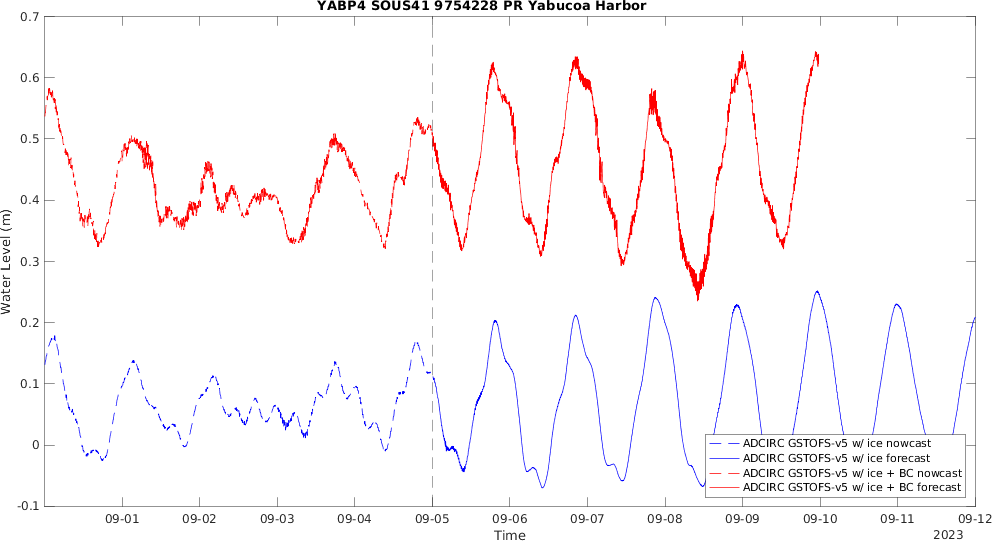 YABP4 SOUS41 9754228 PR Yabucoa Harbor
0.7
0.6
0.5
0.4
0.3
0.2
0.1
0
-0.1
Water Level (m)
ADCIRC GSTOFS-v5 w/ ice nowcast
ADCIRC GSTOFS-v5 w/ ice forecast
ADCIRC GSTOFS-v5 w/ ice + BC nowcast
ADCIRC GSTOFS-v5 w/ ice + BC forecast
09-01 09-02 09-03 09-04 09-05 09-06 09-07 09-08 09-09 09-10 09-11 09-12
Time
2023